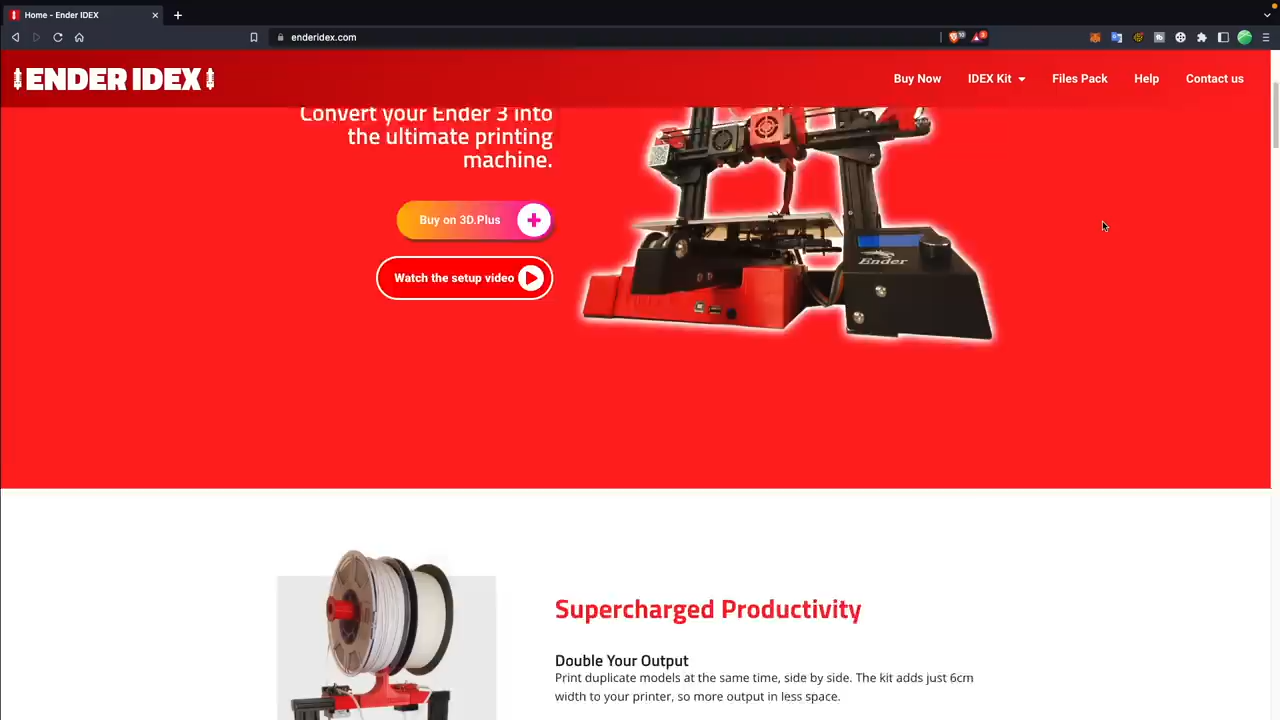 Home - Ender IDEX
enderidex.com
ENDER IDEX
Buy Now
IDEX Kit
Files Pack
Help
Contact us
Convert your Ender 3 into
the ultimate printing
machine.
Buy on 3D.Plus
Watch the setup video
Ender
Supercharged Productivity
Double Your Output
Print duplicate models at the same time, side by side. The kit adds just 6cm
width to your printer, so more output in less space.